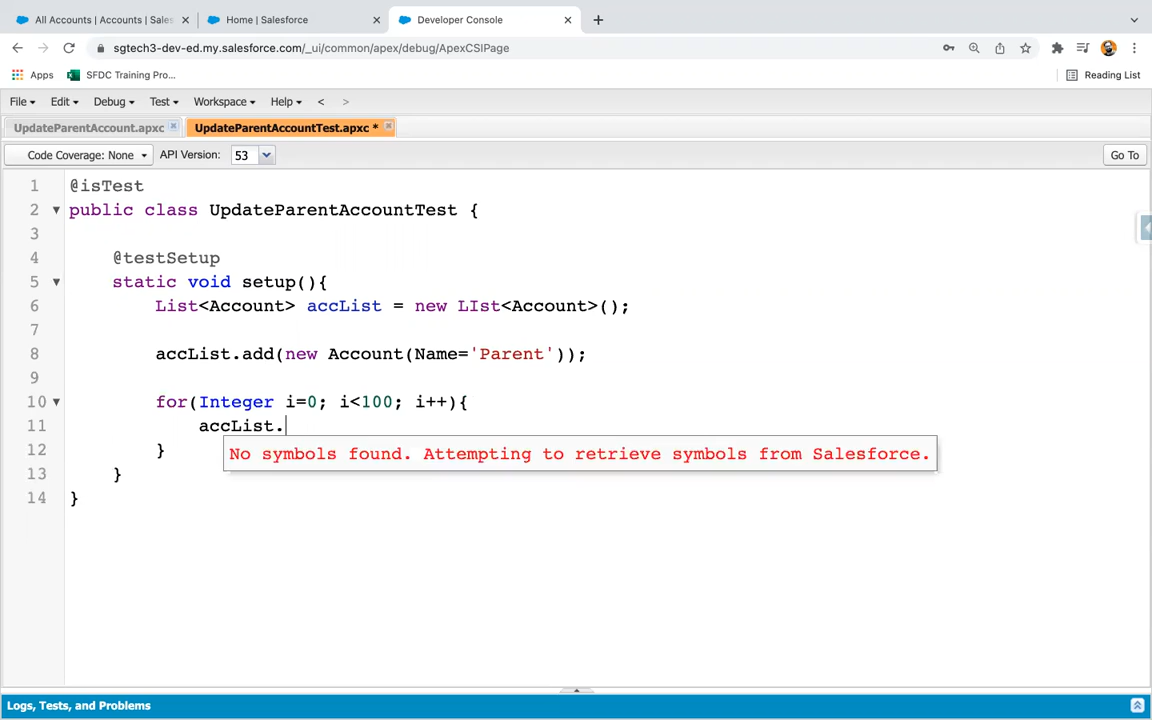 All Accounts | Accounts | Sales
Home | Salesforce
Developer Console
sgtech3-dev-ed.my.salesforce.com/_ui/common/apex/debug/ApexCSIPage
Apps
SFDC Training Pro...
Reading List
File
Edit
Debug
Test
Workspace
Help
<
>
UpdateParentAccount.apxc
UpdateParentAccountTest.apxc *
Code Coverage: None
API Version:
53
Go To
1 @isTest
2 public class UpdateParentAccountTest {
3
4 @testSetup
5 static void setup(){
6 List<Account> accList = new LIst<Account>();
7
8 accList.add(new Account(Name='Parent'));
9
10 for(Integer i=0; i<100; i++){
11 accList.
12 }
No symbols found. Attempting to retrieve symbols from Salesforce.
13 }
14 }
Logs, Tests, and Problems